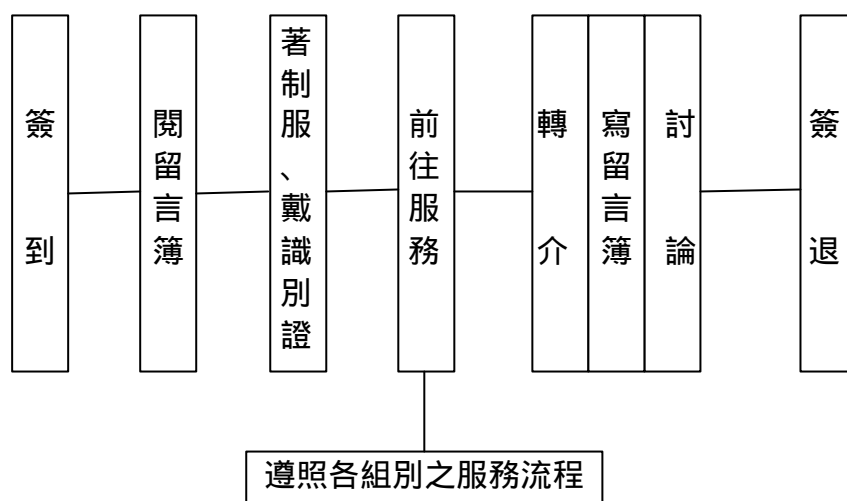 簽到
閱留言簿
著制服、戴識別證
前往服務
轉介
寫留言簿
討論
簽退
遵照各組別之服務流程